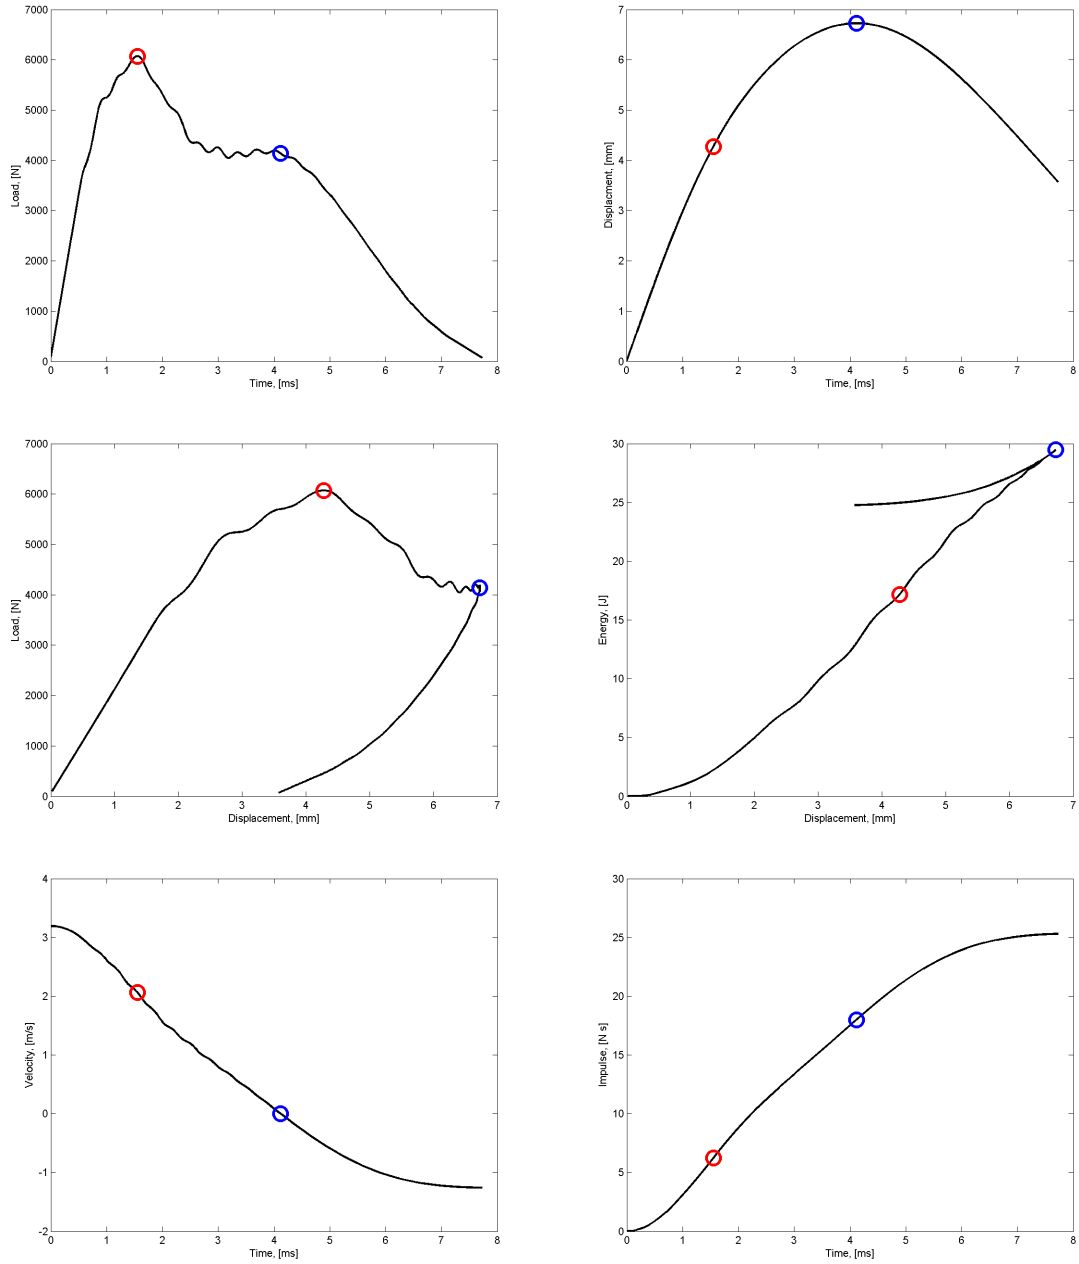 7000
6000
5000
4000
3000
2000
1000
0
Load, [N]
0 1 2 3 4 5 6 7 8
Time, [ms]
7
6
5
4
3
2
1
0
Displacment, [mm]
0 1 2 3 4 5 6 7 8
Time, [ms]
7000
6000
5000
4000
3000
2000
1000
0
Load, [N]
0 1 2 3 4 5 6 7
Displacement, [mm]
30
25
20
15
10
5
0
Energy, [J]
0 1 2 3 4 5 6 7
Displacement, [mm]
4
3
2
1
0
-1
-2
Velocity, [m/s]
0 1 2 3 4 5 6 7 8
Time, [ms]
30
25
20
15
10
5
0
Impulse, [N s]
0 1 2 3 4 5 6 7 8
Time, [ms]